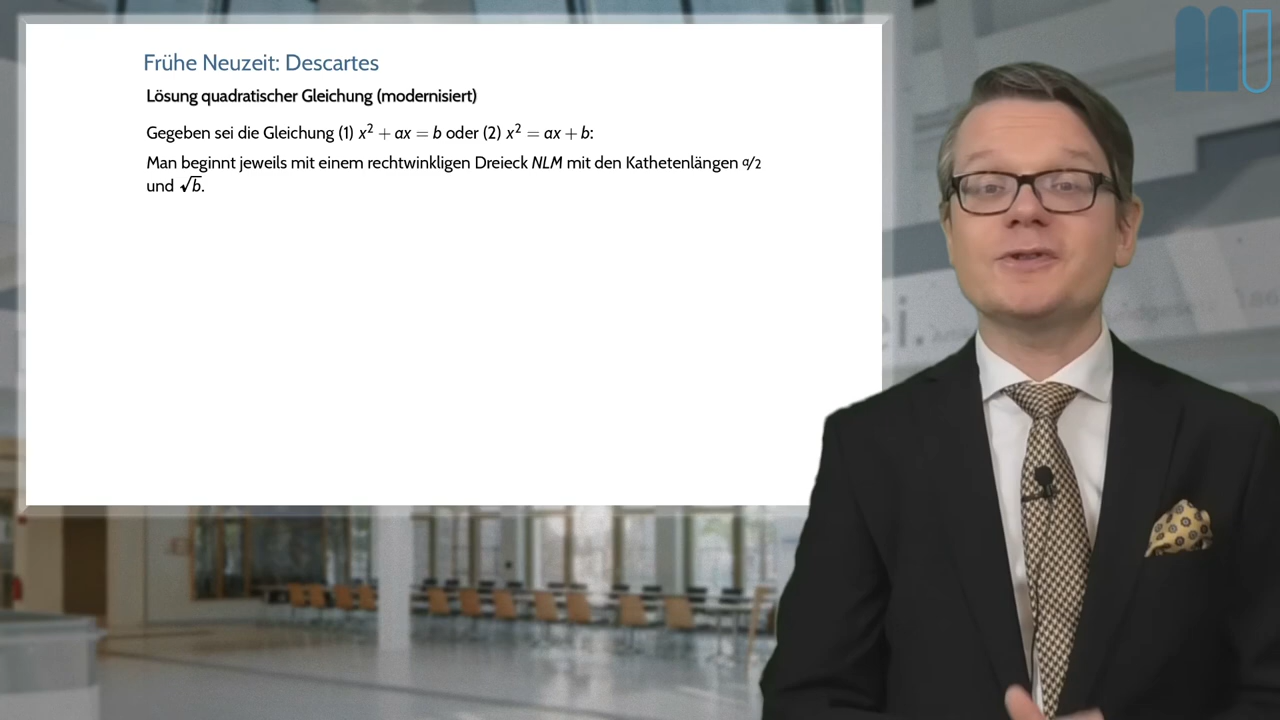 Frühe Neuzeit: Descartes
Lösung quadratischer Gleichung (modernisiert)
Gegeben sei die Gleichung (1) x² + ax = b oder (2) x² = ax + b:
Man beginnt jeweils mit einem rechtwinkligen Dreieck NLM mit den Kathetenlängen a/2
und √b.
ei.